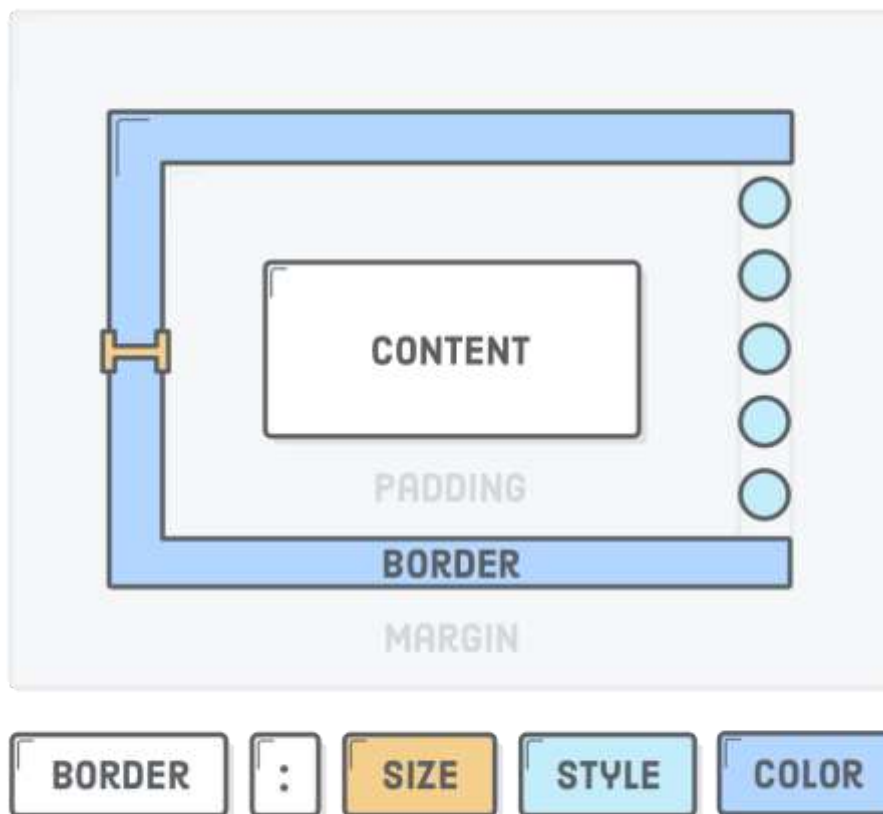 CONTENT
PADDING
BORDER
MARGIN
BORDER : SIZE STYLE COLOR